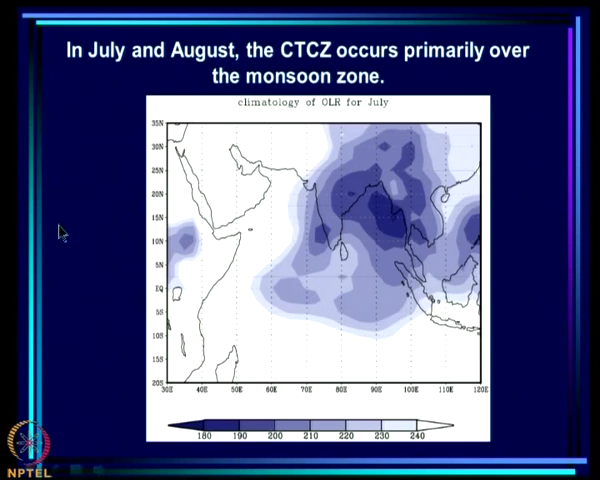 In July and August, the CTCZ occurs primarily over
the monsoon zone.
climatology of OLR for July
35N
30N
25N
20N
15N
10N
5N
EQ
5S
10S
15S
20S
30E 40E 50E 60E 70E 80E 90E 100E 110E 120E
180 190 200 210 220 230 240
NPTEL